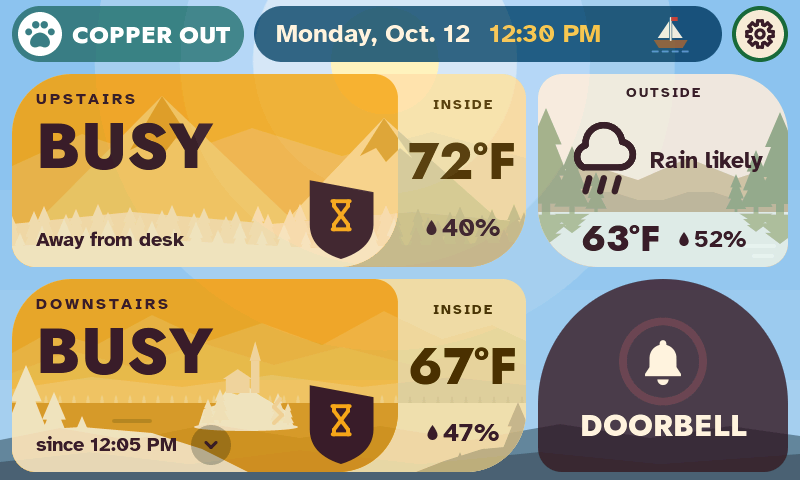 COPPER OUT
Monday, Oct. 12 12:30 PM
UPSTAIRS
BUSY
Away from desk
INSIDE
72°F
40%
OUTSIDE
Rain likely
63°F 52%
DOWNSTAIRS
BUSY
since 12:05 PM
INSIDE
67°F
47%
DOORBELL